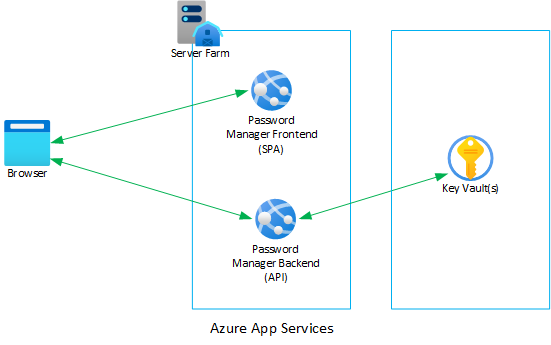 Server Farm
Password
Manager Frontend
(SPA)
Browser
Key Vault(s)
Password
Manager Backend
(API)
Azure App Services